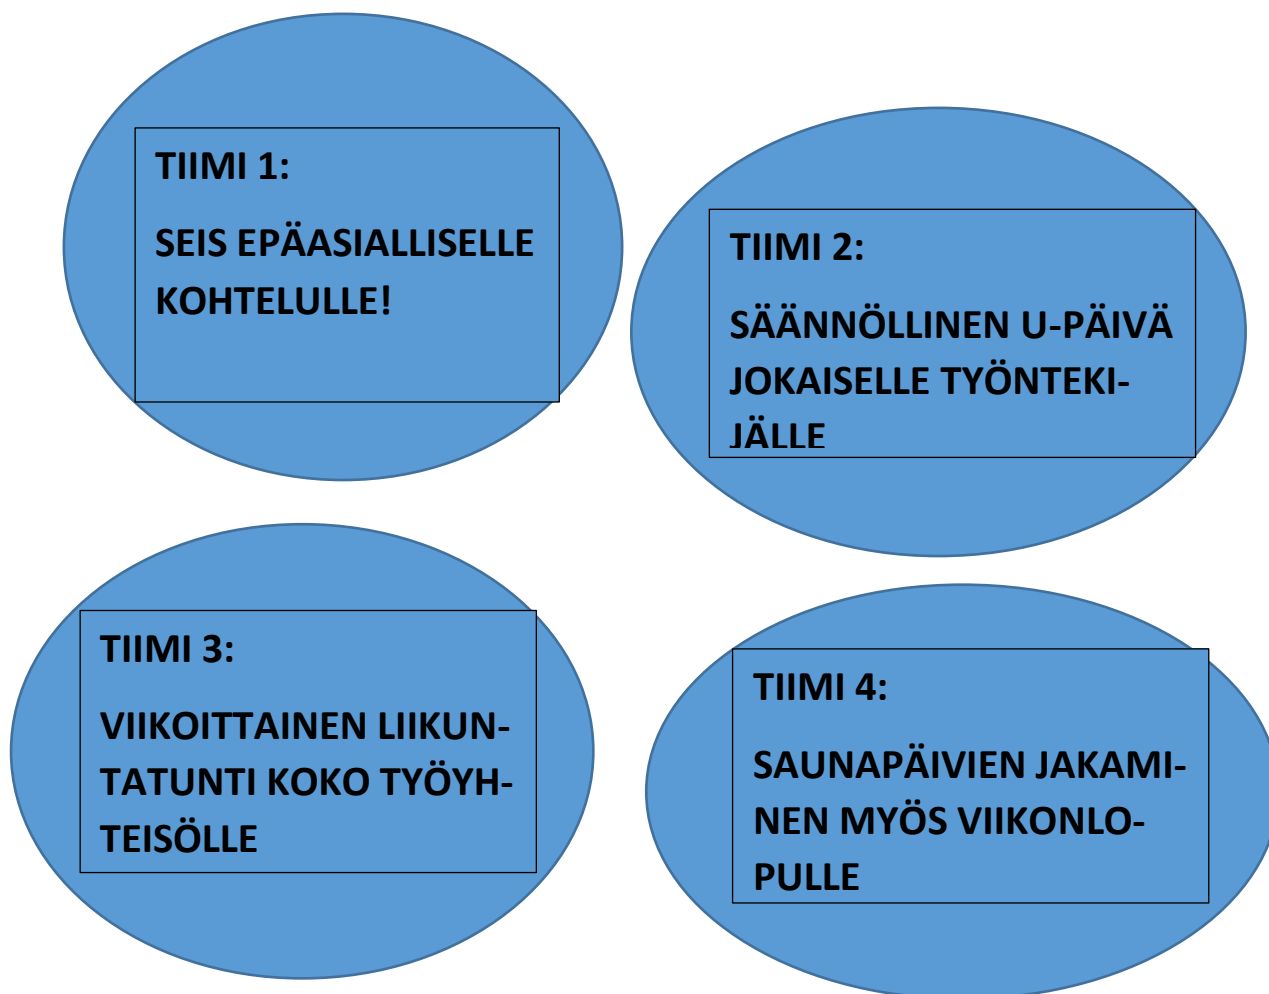 TIIMI 1:
SEIS EPÄASIALLISELLE
KOHTELULLE!
TIIMI 2:
SÄÄNNÖLLINEN U-PÄIVÄ
JOKAISELLE TYÖNTEKI-
JÄLLE
TIIMI 3:
VIIKOITTAINEN LIIKUN-
TATUNTI KOKO TYÖYH-
TEISÖLLE
TIIMI 4:
SAUNAPÄIVIEN JAKAMI-
NEN MYÖS VIIKONLO-
PULLE